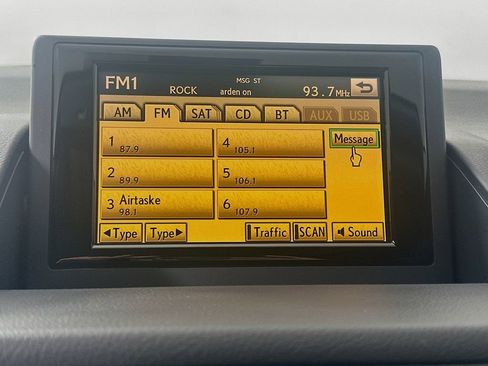 FM1 MSG ST
ROCK arden on 93.7 MHz
AM FM SAT CD BT AUX USB
1 87.9 4 105.1 Message
2 89.9 5 106.1
3 Airtaske 98.1 6 107.9
◀Type Type▶ Traffic SCAN Sound